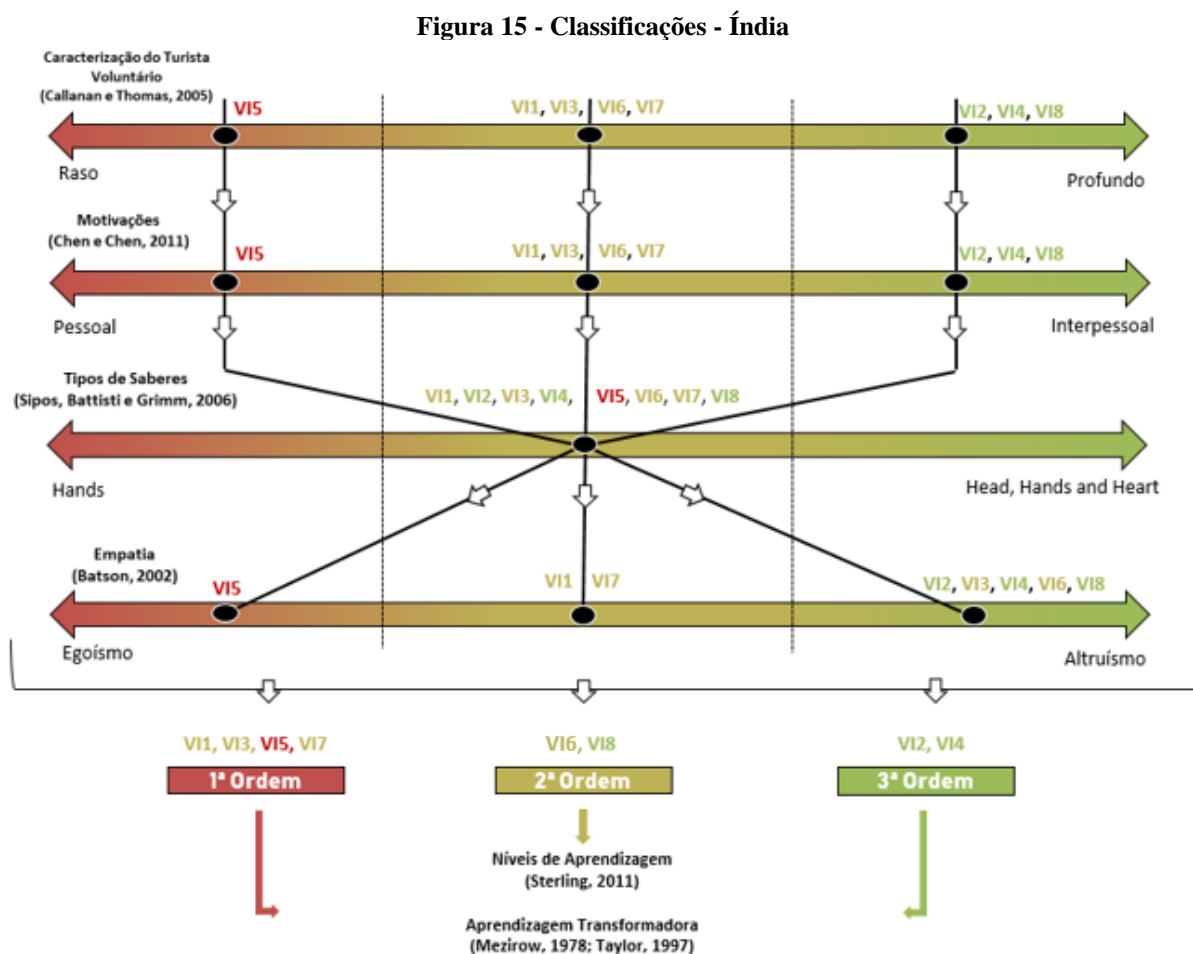 Figura 15 - Classificações - Índia
Caracterização do Turista
Voluntário
(Callanan e Thomas, 2005)
VI5
VI1, VI3, VI6, VI7
VI2, VI4, VI8
Raso
Profundo
Motivações
(Chen e Chen, 2011)
VI5
VI1, VI3, VI6, VI7
VI2, VI4, VI8
Pessoal
Interpessoal
Tipos de Saberes
(Sipos, Battisti e Grimm, 2006)
VI1, VI2, VI3, VI4, VI5, VI6, VI7, VI8
Hands
Head, Hands and Heart
Empatia
(Batson, 2002)
VI5
VI1 VI7
VI2, VI3, VI4, VI6, VI8
Egoísmo
Altruísmo
VI1, VI3, VI5, VI7
VI6, VI8
VI2, VI4
1ª Ordem
2ª Ordem
3ª Ordem
Níveis de Aprendizagem
(Sterling, 2011)
Aprendizagem Transformadora
(Mezirow, 1978; Taylor, 1997)